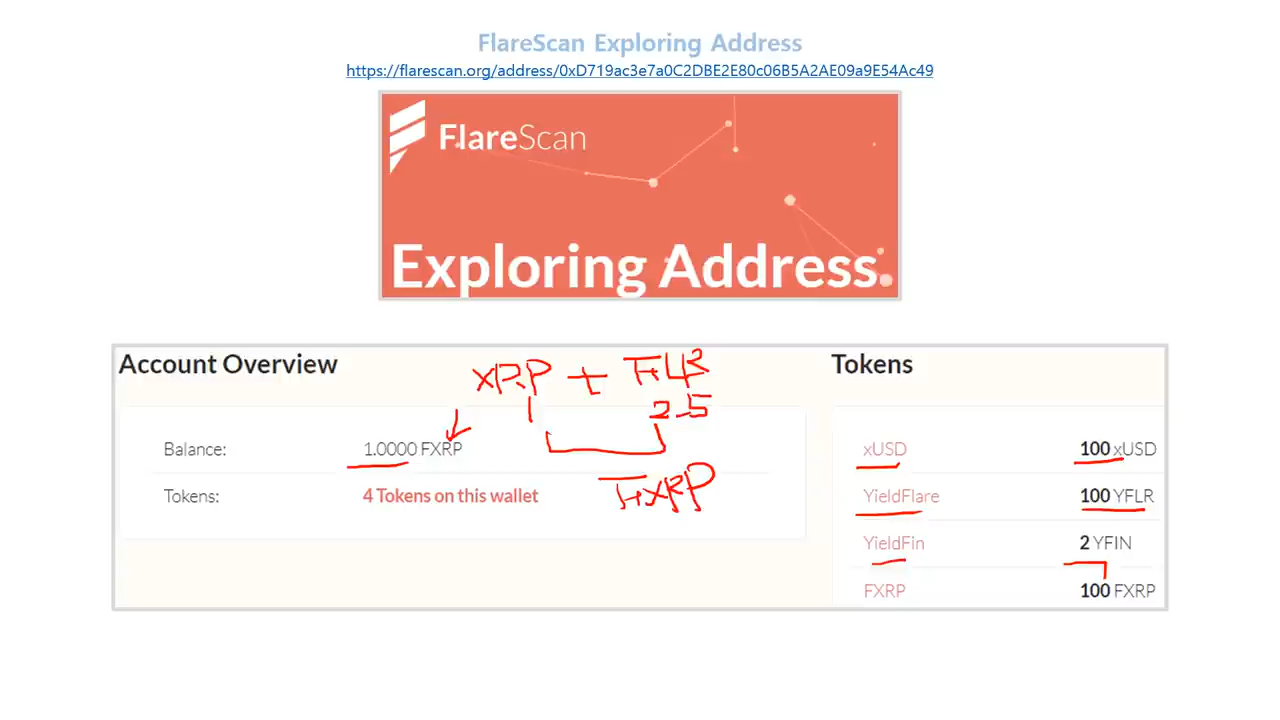 FlareScan Exploring Address
https://flarescan.org/address/0xD719ac3e7a0C2DBE2E80c06B5A2AE09a9E54Ac49
FlareScan
Exploring Address
Account Overview
XRP + FLR
1 2.5
Balance: 1.0000 FXRP
FXRP
Tokens: 4 Tokens on this wallet
Tokens
xUSD 100 xUSD
YieldFlare 100 YFLR
YieldFin 2 YFIN
FXRP 100 FXRP